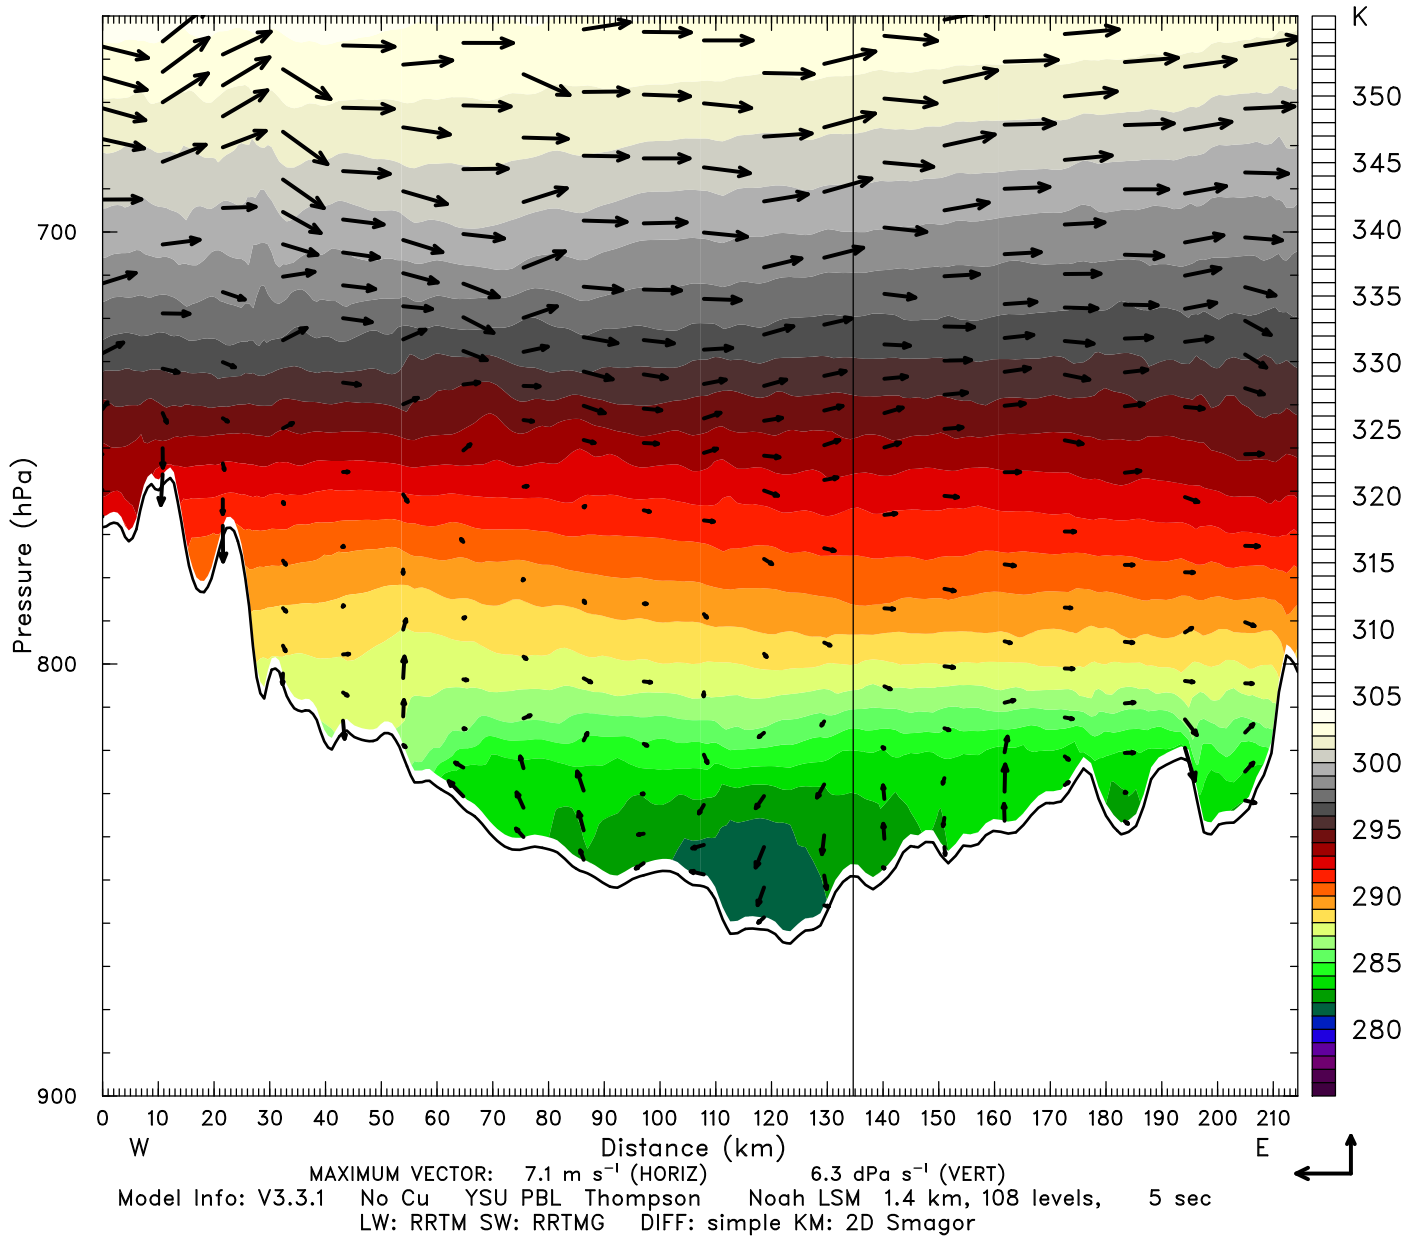 K
350
345
340
335
330
325
320
315
310
305
300
295
290
285
280
Pressure (hPa)
700
800
900
0 10 20 30 40 50 60 70 80 90 100 110 120 130 140 150 160 170 180 190 200 210
W Distance (km) E
MAXIMUM VECTOR: 7.1 m s⁻¹ (HORIZ) 6.3 dPa s⁻¹ (VERT)
Model Info: V3.3.1 No Cu YSU PBL Thompson Noah LSM 1.4 km, 108 levels, 5 sec
LW: RRTM SW: RRTMG DIFF: simple KM: 2D Smagor